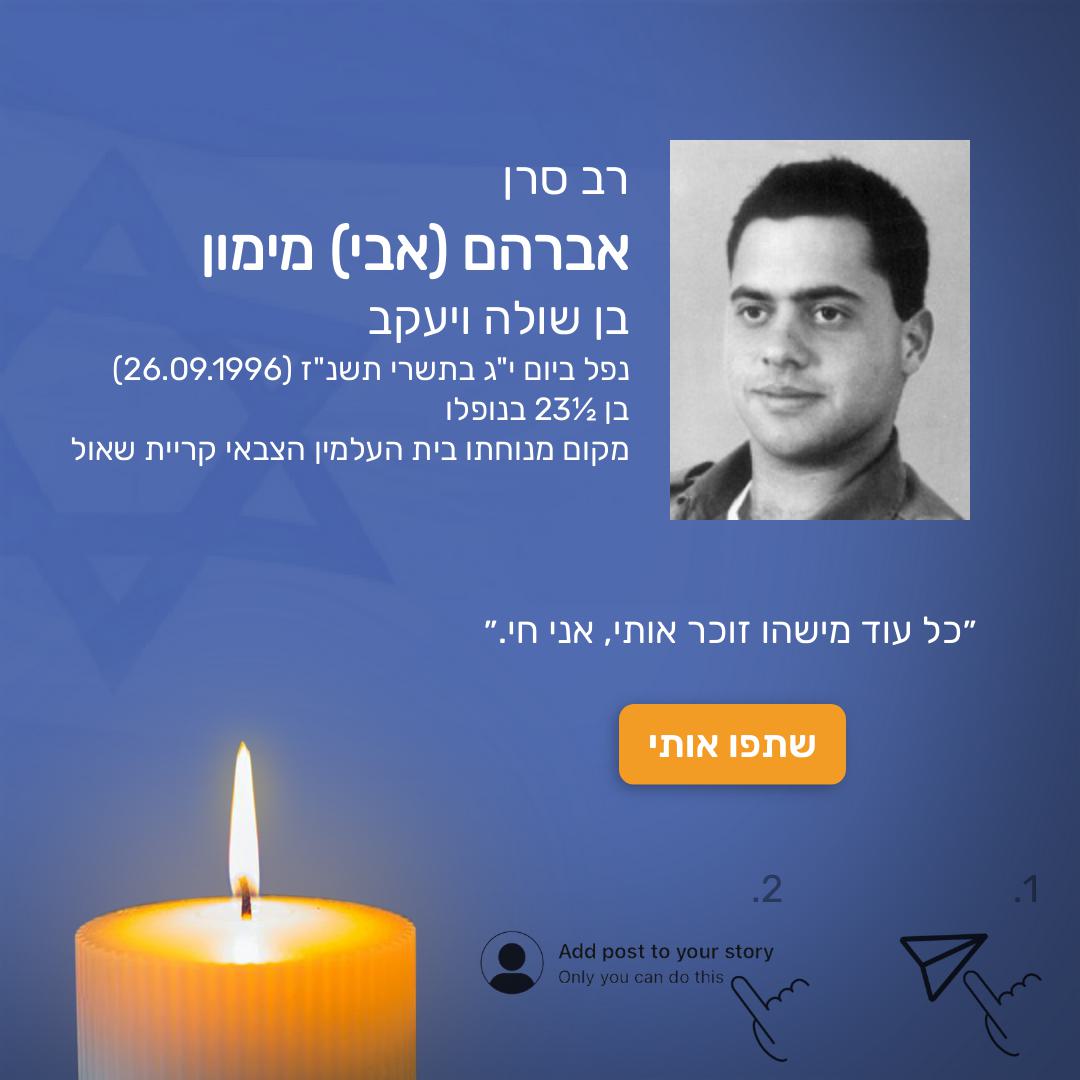 רב סרן
אברהם (אבי) מימון
בן שולה ויעקב
נפל ביום י"ג בתשרי תשנ"ז (26.09.1996)
בן 23½ בנופלו
מקום מנוחתו בית העלמין הצבאי קריית שאול
״כל עוד מישהו זוכר אותי, אני חי.״
שתפו אותי
1.
2.
Add post to your story
Only you can do this